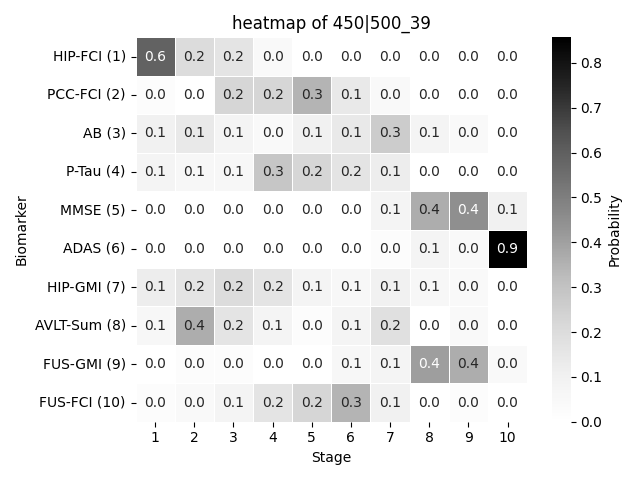 heatmap of 450|500_39
HIP-FCI (1) 0.6 0.2 0.2 0.0 0.0 0.0 0.0 0.0 0.0 0.0
PCC-FCI (2) 0.0 0.0 0.2 0.2 0.3 0.1 0.0 0.0 0.0 0.0
AB (3) 0.1 0.1 0.1 0.0 0.1 0.1 0.3 0.1 0.0 0.0
P-Tau (4) 0.1 0.1 0.1 0.3 0.2 0.2 0.1 0.0 0.0 0.0
MMSE (5) 0.0 0.0 0.0 0.0 0.0 0.0 0.1 0.4 0.4 0.1
ADAS (6) 0.0 0.0 0.0 0.0 0.0 0.0 0.0 0.1 0.0 0.9
HIP-GMI (7) 0.1 0.2 0.2 0.2 0.1 0.1 0.1 0.1 0.0 0.0
AVLT-Sum (8) 0.1 0.4 0.2 0.1 0.0 0.1 0.2 0.0 0.0 0.0
FUS-GMI (9) 0.0 0.0 0.0 0.0 0.0 0.1 0.1 0.4 0.4 0.0
FUS-FCI (10) 0.0 0.0 0.1 0.2 0.2 0.3 0.1 0.0 0.0 0.0
1 2 3 4 5 6 7 8 9 10
Stage
Biomarker
0.8
0.7
0.6
0.5
0.4
0.3
0.2
0.1
0.0
Probability